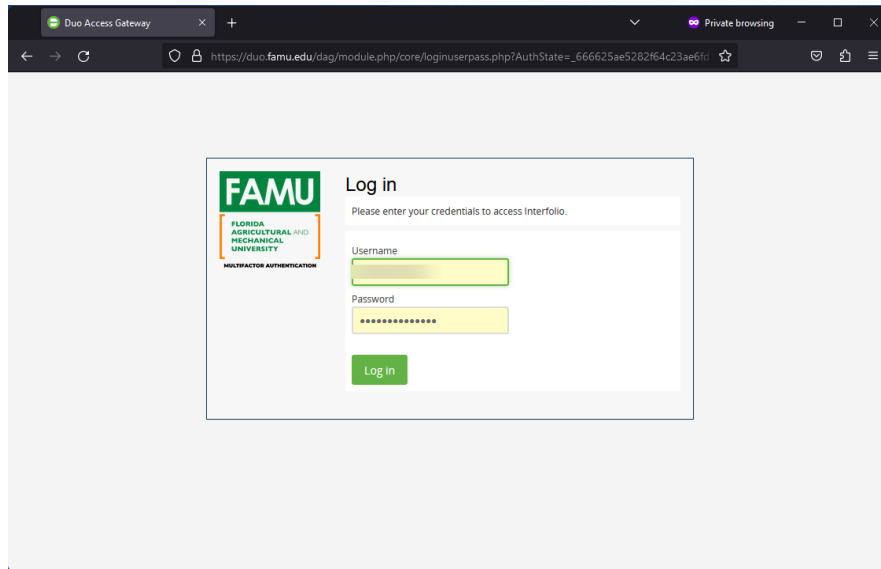 Duo Access Gateway
Private browsing
https://duo.famu.edu/dag/module.php/core/loginuserpass.php?AuthState=_666625ae5282f64c23ae6fd
FAMU
FLORIDA
AGRICULTURAL AND
MECHANICAL
UNIVERSITY
MULTIFACTOR AUTHENTICATION
Log in
Please enter your credentials to access Interfolio.
Username
Password
Log in